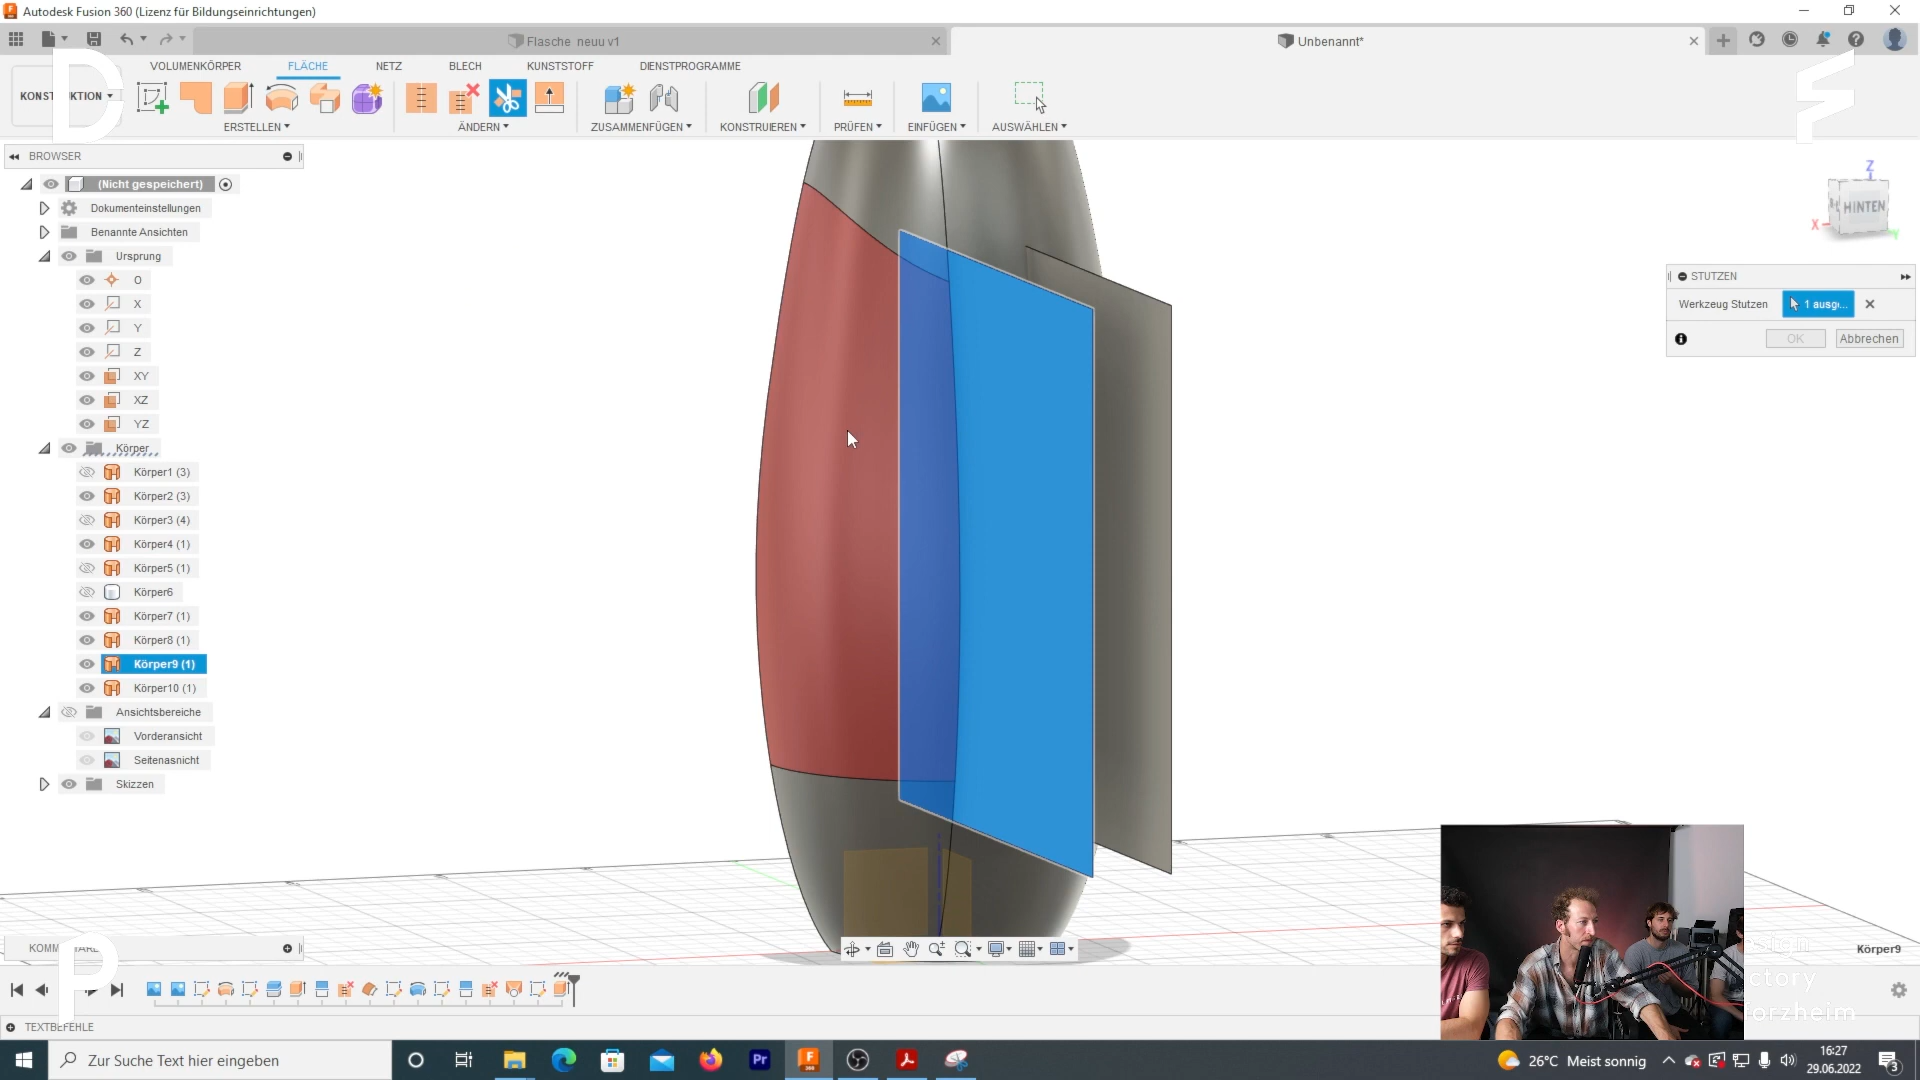 Autodesk Fusion 360 (Lizenz für Bildungseinrichtungen)
Flasche neuu v1
Unbenannt*
VOLUMENKÖRPER
FLÄCHE
NETZ
BLECH
KUNSTSTOFF
DIENSTPROGRAMME
ERSTELLEN
ÄNDERN
ZUSAMMENFÜGEN
KONSTRUIEREN
PRÜFEN
EINFÜGEN
AUSWÄHLEN
BROWSER
(Nicht gespeichert)
Dokumenteinstellungen
Benannte Ansichten
Ursprung
O
X
Y
Z
XY
XZ
YZ
Körper
Körper1 (3)
Körper2 (3)
Körper3 (4)
Körper4 (1)
Körper5 (1)
Körper6
Körper7 (1)
Körper8 (1)
Körper9 (1)
Körper10 (1)
Ansichtsbereiche
Vorderansicht
Seitenasnicht
Skizzen
Z
HINTEN
X
Y
STUTZEN
Werkzeug Stutzen
1 ausg...
OK
Abbrechen
Körper9
D
P
TEXTBEFEHLE
Zur Suche Text hier eingeben
Pr
F
360
26°C Meist sonnig
16:27
29.06.2022
3